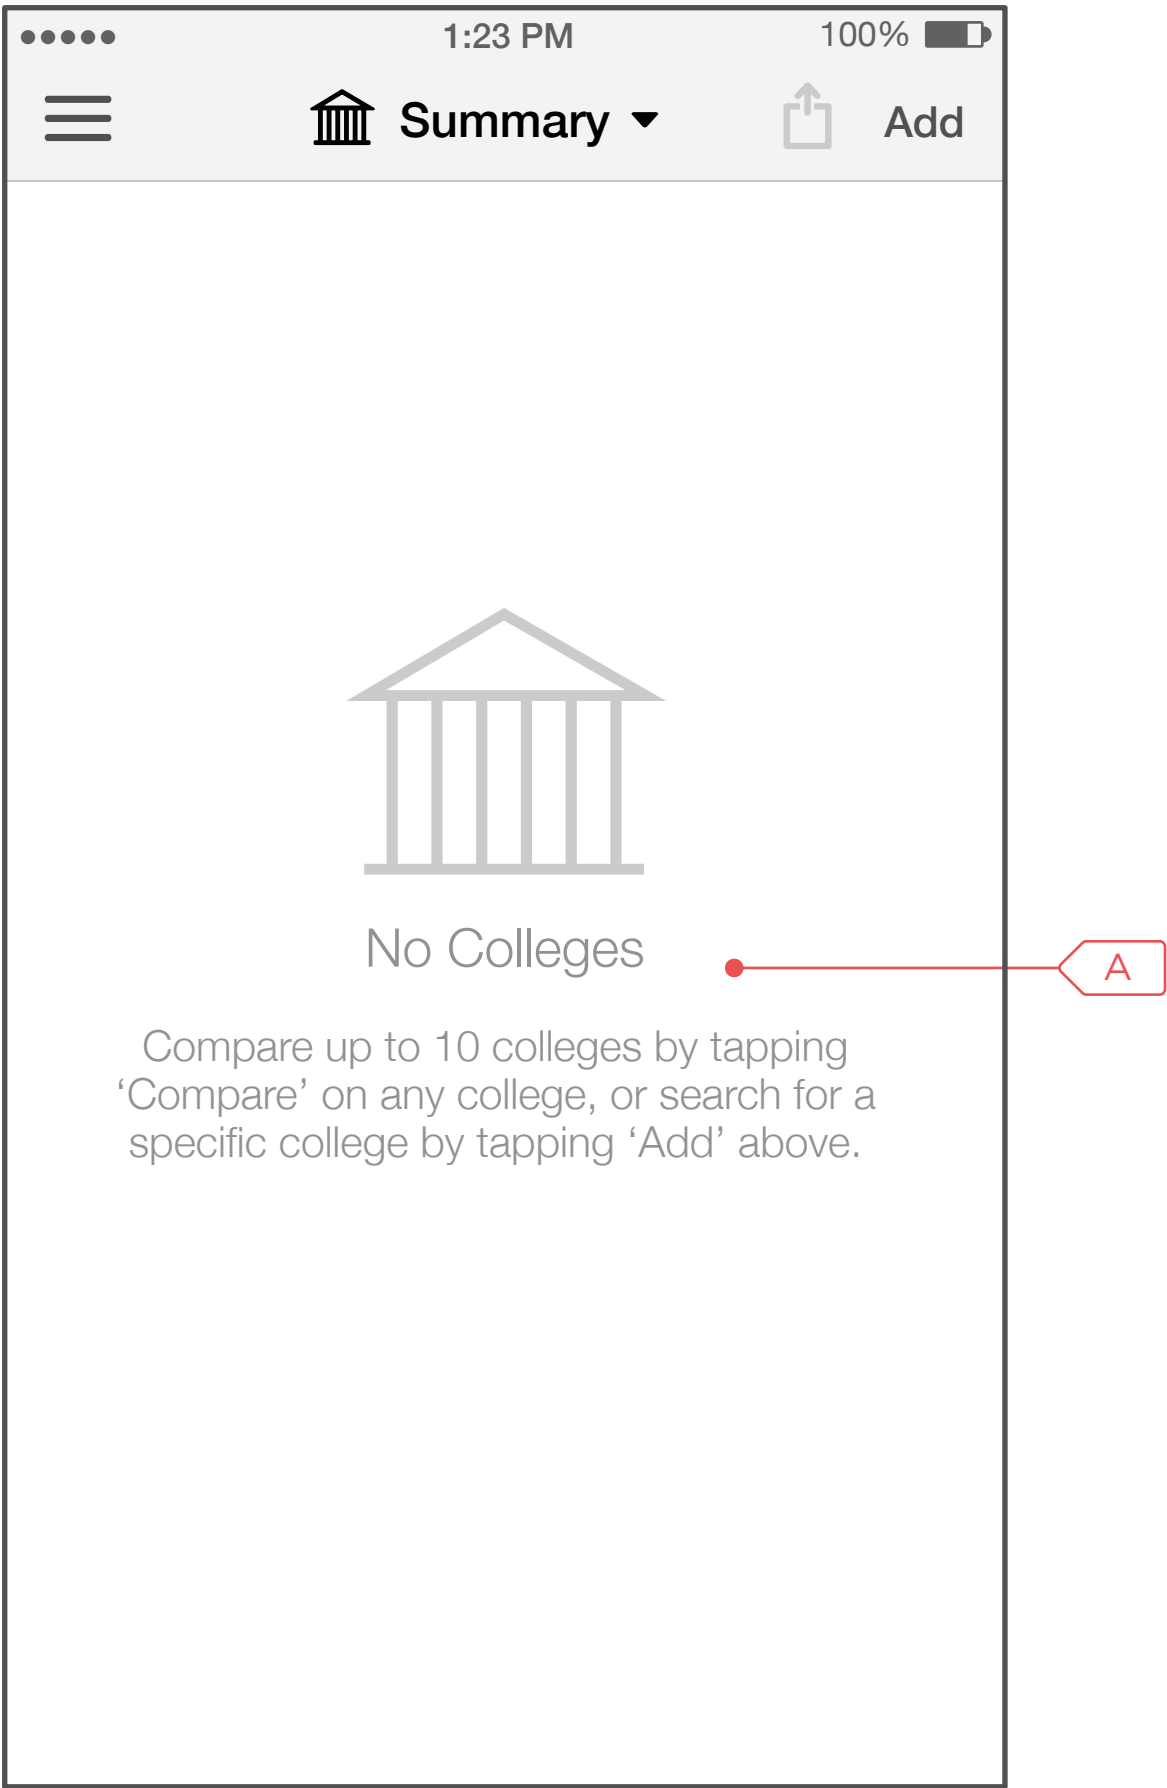 1:23 PM
100%
Summary
Add
No Colleges
A
Compare up to 10 colleges by tapping
‘Compare’ on any college, or search for a
specific college by tapping ‘Add’ above.